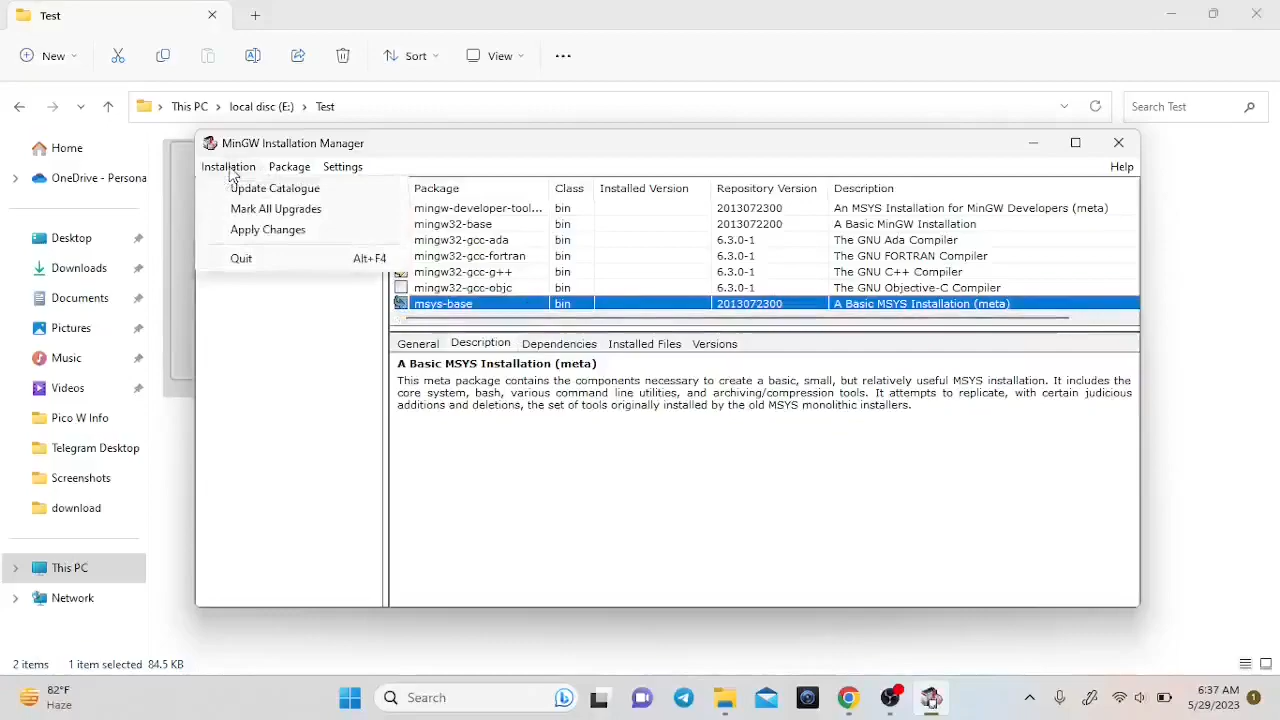 Test
New
Sort
View
This PC
local disc (E:)
Test
Search Test
Home
OneDrive - Persona
Desktop
Downloads
Documents
Pictures
Music
Videos
Pico W Info
Telegram Desktop
Screenshots
download
This PC
Network
2 items 1 item selected 84.5 KB
MinGW Installation Manager
Installation Package Settings Help
Update Catalogue
Mark All Upgrades
Apply Changes
Quit Alt+F4
Package Class Installed Version Repository Version Description
mingw-developer-tool... bin 2013072300 An MSYS Installation for MinGW Developers (meta)
mingw32-base bin 2013072200 A Basic MinGW Installation
mingw32-gcc-ada bin 6.3.0-1 The GNU Ada Compiler
mingw32-gcc-fortran bin 6.3.0-1 The GNU FORTRAN Compiler
mingw32-gcc-g++ bin 6.3.0-1 The GNU C++ Compiler
mingw32-gcc-objc bin 6.3.0-1 The GNU Objective-C Compiler
msys-base bin 2013072300 A Basic MSYS Installation (meta)
General Description Dependencies Installed Files Versions
A Basic MSYS Installation (meta)
This meta package contains the components necessary to create a basic, small, but relatively useful MSYS installation. It includes the
core system, bash, various command line utilities, and archiving/compression tools. It attempts to replicate, with certain judicious
additions and deletions, the set of tools originally installed by the old MSYS monolithic installers.
82°F
Haze
Search
6:37 AM
5/29/2023
1